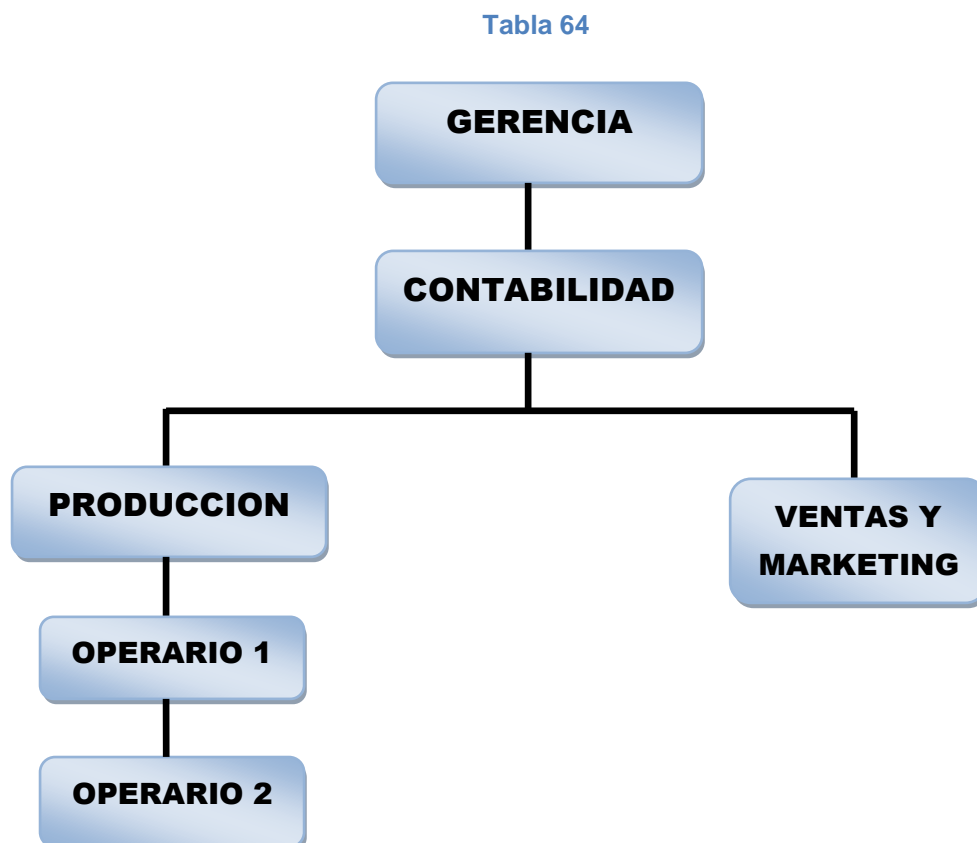 Tabla 64
GERENCIA
CONTABILIDAD
PRODUCCION
VENTAS Y
MARKETING
OPERARIO 1
OPERARIO 2